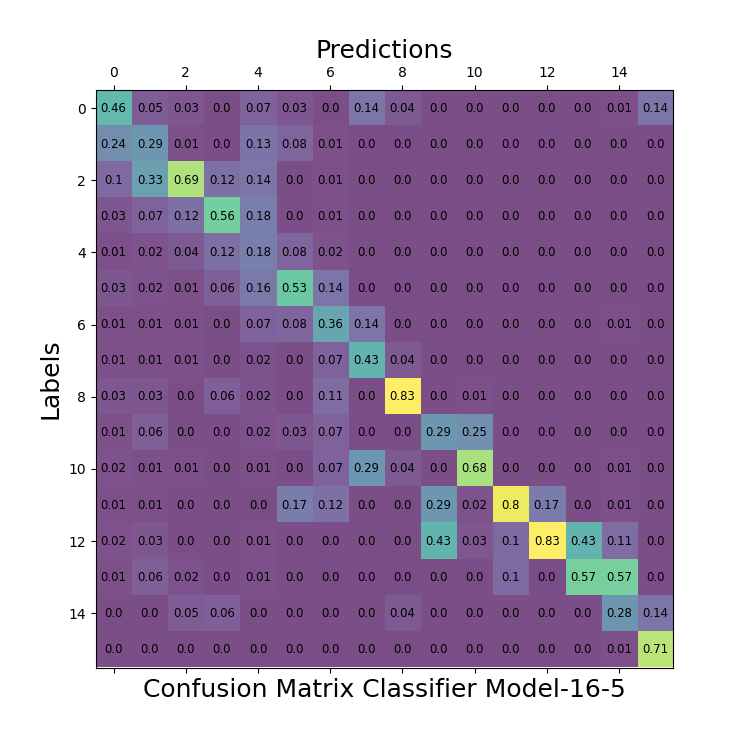 Predictions
0 2 4 6 8 10 12 14
0 0.46 0.05 0.03 0.0 0.07 0.03 0.0 0.14 0.04 0.0 0.0 0.0 0.0 0.0 0.01 0.14
0.24 0.29 0.01 0.0 0.13 0.08 0.01 0.0 0.0 0.0 0.0 0.0 0.0 0.0 0.0 0.0
2 0.1 0.33 0.69 0.12 0.14 0.0 0.01 0.0 0.0 0.0 0.0 0.0 0.0 0.0 0.0 0.0
0.03 0.07 0.12 0.56 0.18 0.0 0.01 0.0 0.0 0.0 0.0 0.0 0.0 0.0 0.0 0.0
4 0.01 0.02 0.04 0.12 0.18 0.08 0.02 0.0 0.0 0.0 0.0 0.0 0.0 0.0 0.0 0.0
0.03 0.02 0.01 0.06 0.16 0.53 0.14 0.0 0.0 0.0 0.0 0.0 0.0 0.0 0.0 0.0
6 0.01 0.01 0.01 0.0 0.07 0.08 0.36 0.14 0.0 0.0 0.0 0.0 0.0 0.0 0.01 0.0
0.01 0.01 0.01 0.0 0.02 0.0 0.07 0.43 0.04 0.0 0.0 0.0 0.0 0.0 0.0 0.0
Labels
8 0.03 0.03 0.0 0.06 0.02 0.0 0.11 0.0 0.83 0.0 0.01 0.0 0.0 0.0 0.0 0.0
0.01 0.06 0.0 0.0 0.02 0.03 0.07 0.0 0.0 0.29 0.25 0.0 0.0 0.0 0.0 0.0
10 0.02 0.01 0.01 0.0 0.01 0.0 0.07 0.29 0.04 0.0 0.68 0.0 0.0 0.0 0.01 0.0
0.01 0.01 0.0 0.0 0.0 0.17 0.12 0.0 0.0 0.29 0.02 0.8 0.17 0.0 0.01 0.0
12 0.02 0.03 0.0 0.0 0.01 0.0 0.0 0.0 0.0 0.43 0.03 0.1 0.83 0.43 0.11 0.0
0.01 0.06 0.02 0.0 0.01 0.0 0.0 0.0 0.0 0.0 0.0 0.1 0.0 0.57 0.57 0.0
14 0.0 0.0 0.05 0.06 0.0 0.0 0.0 0.0 0.04 0.0 0.0 0.0 0.0 0.0 0.28 0.14
0.0 0.0 0.0 0.0 0.0 0.0 0.0 0.0 0.0 0.0 0.0 0.0 0.0 0.0 0.01 0.71
Confusion Matrix Classifier Model-16-5